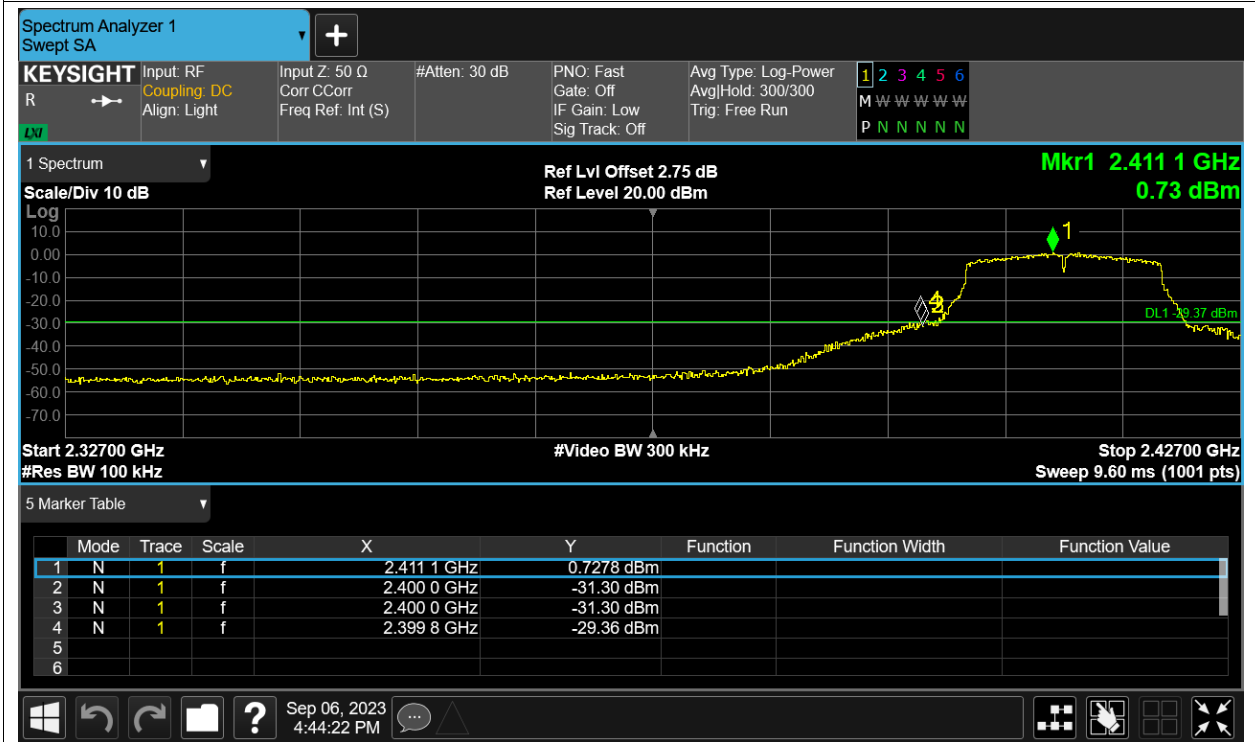 Spectrum Analyzer 1
Swept SA
KEYSIGHT
R
LXI
Input: RF
Coupling: DC
Align: Light
Input Z: 50 Ω
Corr CCorr
Freq Ref: Int (S)
#Atten: 30 dB
PNO: Fast
Gate: Off
IF Gain: Low
Sig Track: Off
Avg Type: Log-Power
Avg|Hold: 300/300
Trig: Free Run
1 2 3 4 5 6
M W W W W W
P N N N N N
1 Spectrum
Scale/Div 10 dB
Ref Lvl Offset 2.75 dB
Ref Level 20.00 dBm
Mkr1 2.411 1 GHz
0.73 dBm
Log
10.0
0.00
-10.0
-20.0
-30.0
-40.0
-50.0
-60.0
-70.0
1
DL1 -29.37 dBm
Start 2.32700 GHz
#Res BW 100 kHz
#Video BW 300 kHz
Stop 2.42700 GHz
Sweep 9.60 ms (1001 pts)
5 Marker Table
Mode Trace Scale X Y Function Function Width Function Value
1 N 1 f 2.411 1 GHz 0.7278 dBm
2 N 1 f 2.400 0 GHz -31.30 dBm
3 N 1 f 2.400 0 GHz -31.30 dBm
4 N 1 f 2.399 8 GHz -29.36 dBm
5
6
?
Sep 06, 2023
4:44:22 PM